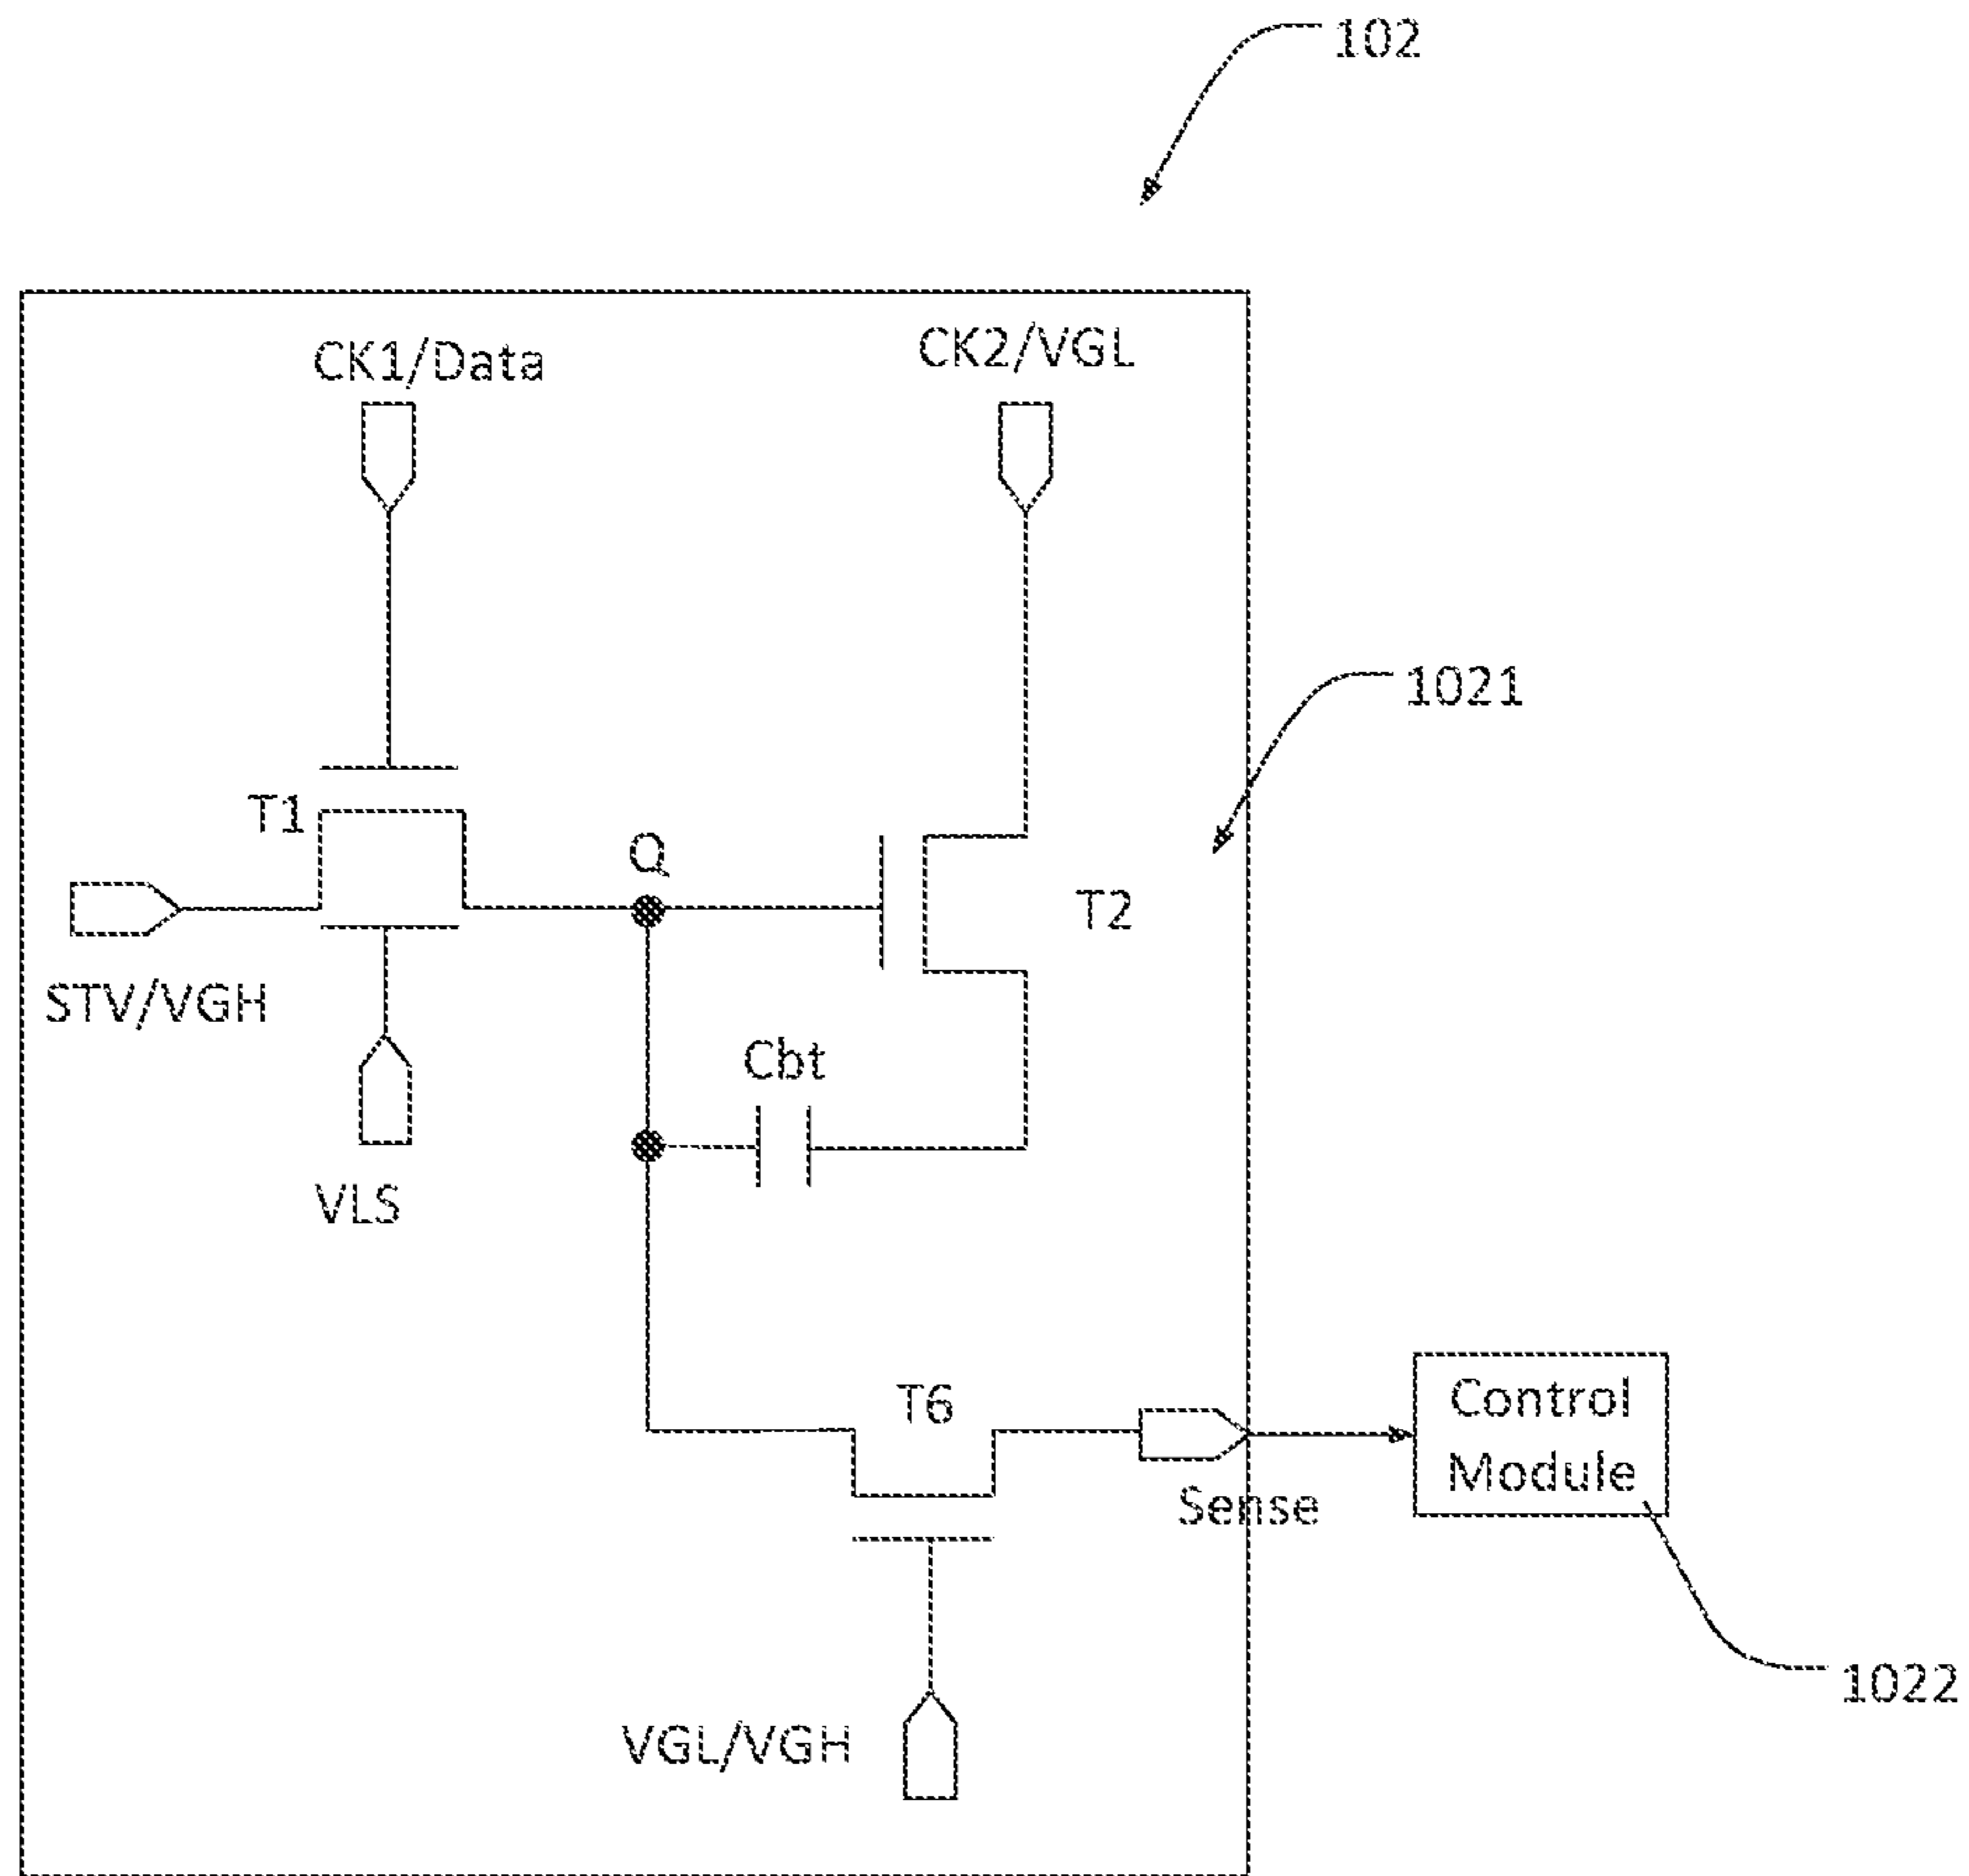 102
CK1/Data
CK2/VGL
1021
T1
Q
T2
STV/VGH
Cbt
VLS
T6
Control
Module
Sense
1022
VGL/VGH